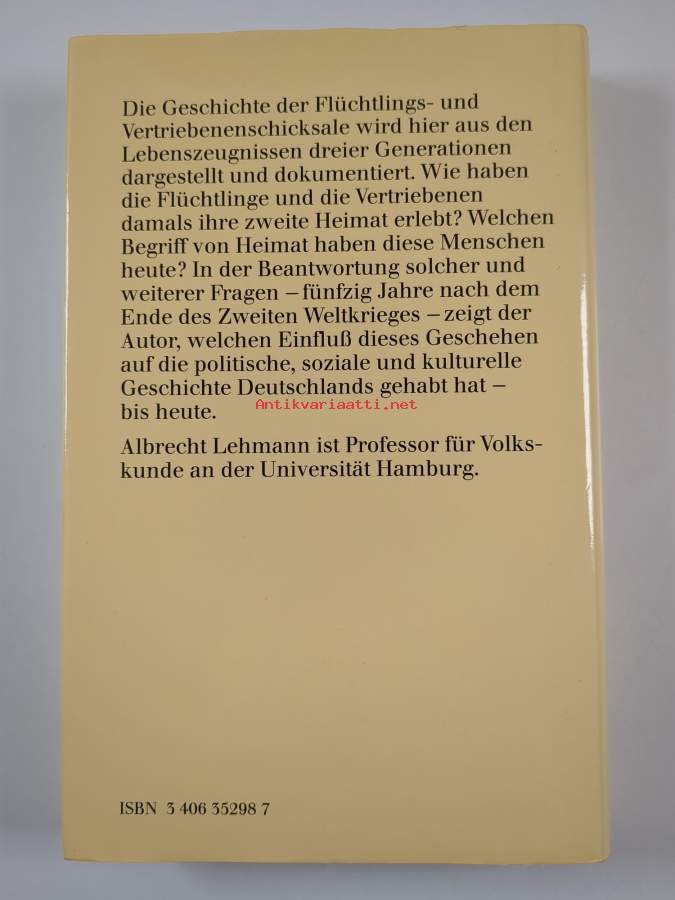 Die Geschichte der Flüchtlings- und
Vertriebenenschicksale wird hier aus den
Lebenszeugnissen dreier Generationen
dargestellt und dokumentiert. Wie haben
die Flüchtlinge und die Vertriebenen
damals ihre zweite Heimat erlebt? Welchen
Begriff von Heimat haben diese Menschen
heute? In der Beantwortung solcher und
weiterer Fragen – fünfzig Jahre nach dem
Ende des Zweiten Weltkrieges – zeigt der
Autor, welchen Einfluß dieses Geschehen
auf die politische, soziale und kulturelle
Geschichte Deutschlands gehabt hat –
bis heute.
Antikvariaatti.net
Albrecht Lehmann ist Professor für Volks-
kunde an der Universität Hamburg.
ISBN 3 406 35298 7